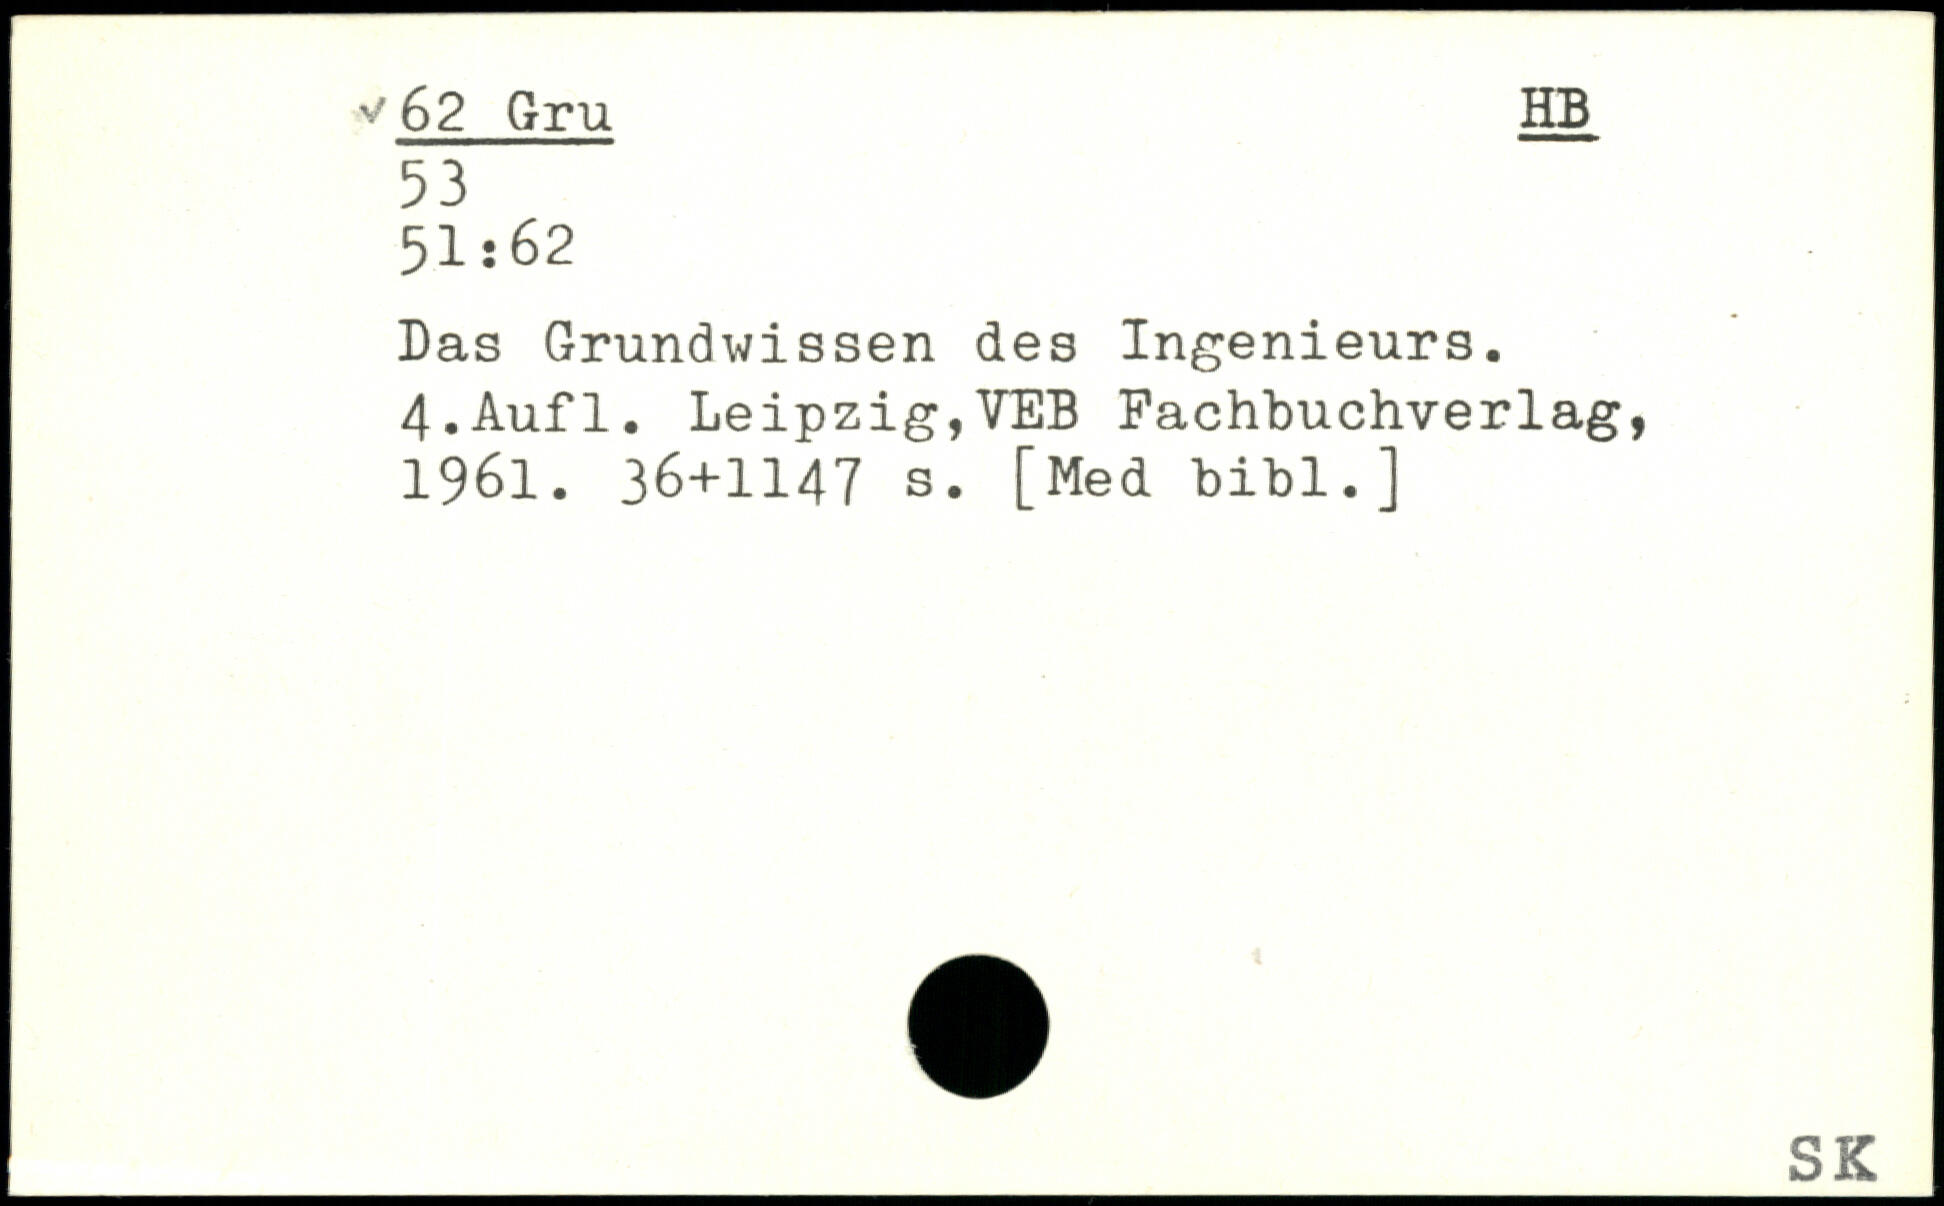 ✓62 Gru HB
53
51:62
Das Grundwissen des Ingenieurs.
4.Aufl. Leipzig,VEB Fachbuchverlag,
1961. 36+1147 s. [Med bibl.]
SK